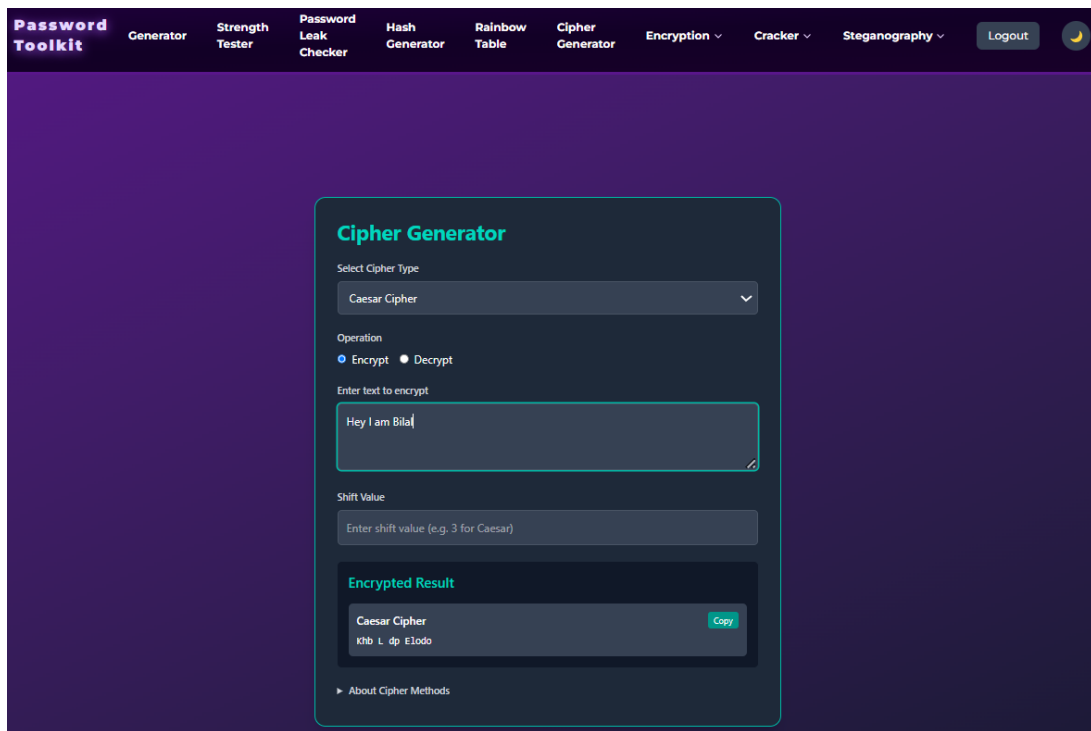 Password
Toolkit
Generator
Strength
Tester
Password
Leak
Checker
Hash
Generator
Rainbow
Table
Cipher
Generator
Encryption
Cracker
Steganography
Logout
Cipher Generator
Select Cipher Type
Caesar Cipher
Operation
Encrypt Decrypt
Enter text to encrypt
Hey I am Bilal
Shift Value
Enter shift value (e.g. 3 for Caesar)
Encrypted Result
Caesar Cipher
Copy
Khb L dp Elodo
About Cipher Methods